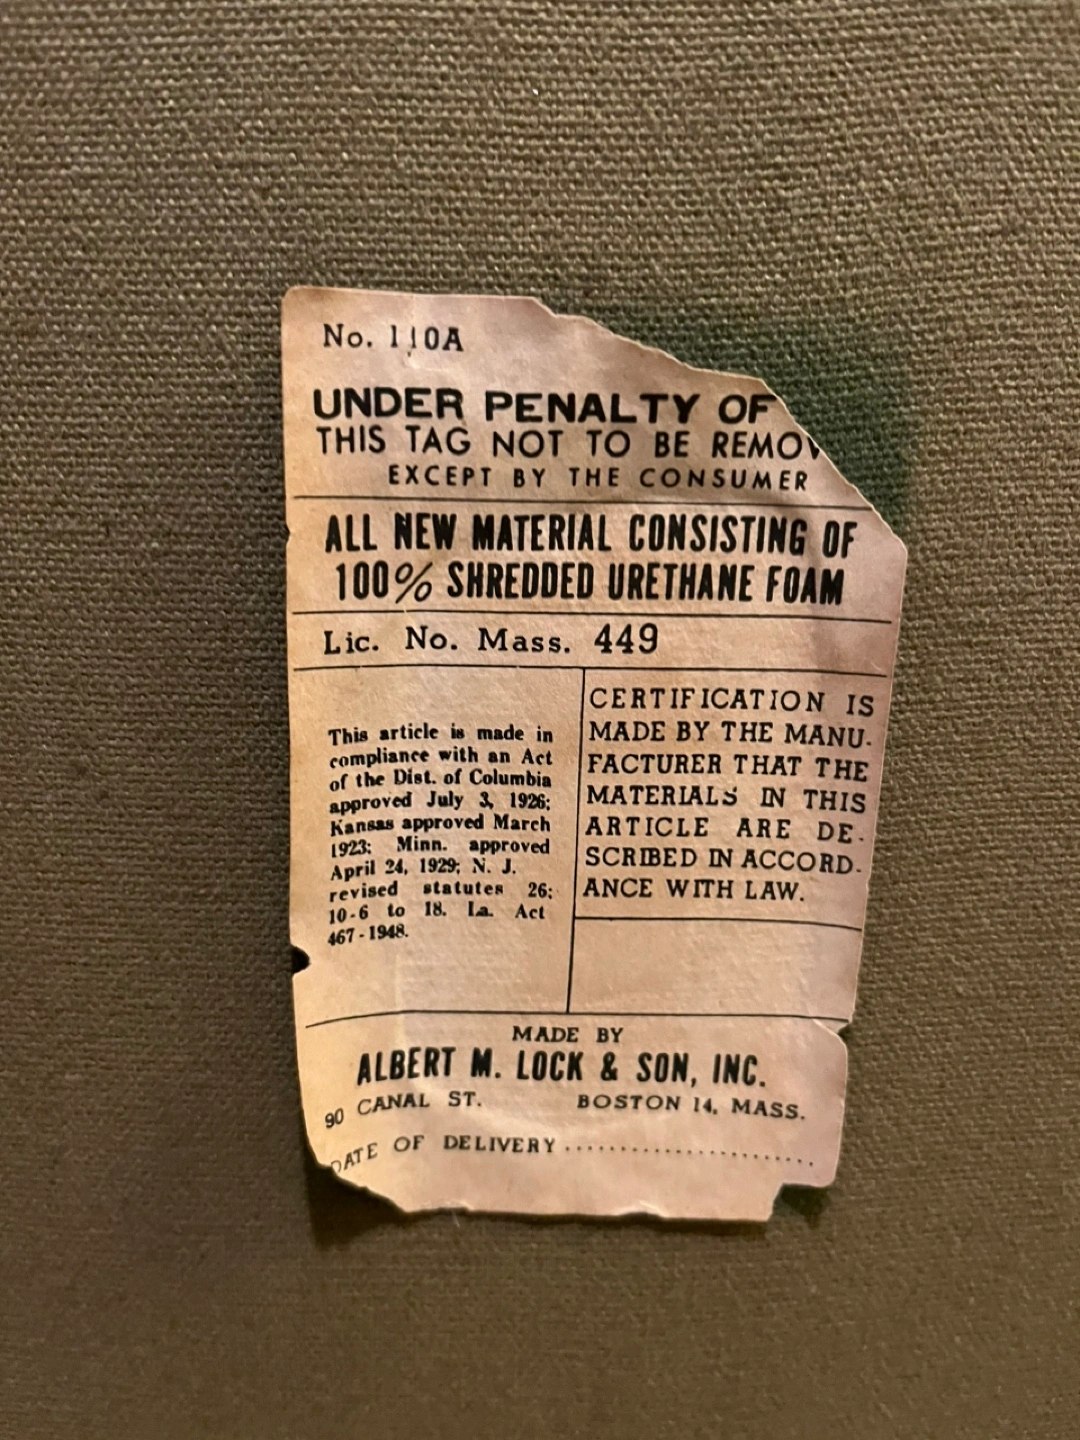 No. 110A
UNDER PENALTY OF
THIS TAG NOT TO BE REMOV
EXCEPT BY THE CONSUMER
ALL NEW MATERIAL CONSISTING OF
100% SHREDDED URETHANE FOAM
Lic. No. Mass. 449
This article is made in
compliance with an Act
of the Dist. of Columbia
approved July 3, 1926;
Kansas approved March
1923; Minn. approved
April 24, 1929; N. J.
revised statutes 26:
10-6 to 18. La. Act
467-1948.
CERTIFICATION IS
MADE BY THE MANU-
FACTURER THAT THE
MATERIALS IN THIS
ARTICLE ARE DE-
SCRIBED IN ACCORD-
ANCE WITH LAW.
MADE BY
ALBERT M. LOCK & SON, INC.
90 CANAL ST. BOSTON 14, MASS.
DATE OF DELIVERY ........................